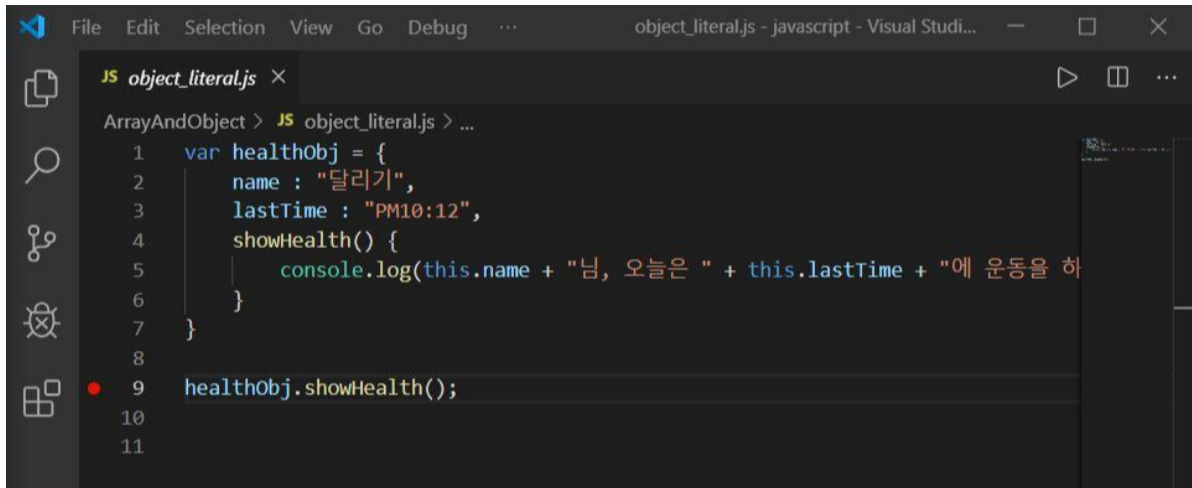 File Edit Selection View Go Debug ··· object_literal.js - javascript - Visual Studi...
JS object_literal.js
ArrayAndObject > JS object_literal.js > ...
1 var healthObj = {
2 name : "달리기",
3 lastTime : "PM10:12",
4 showHealth() {
5 console.log(this.name + "님, 오늘은 " + this.lastTime + "에 운동을 하
6 }
7 }
8
9 healthObj.showHealth();
10
11